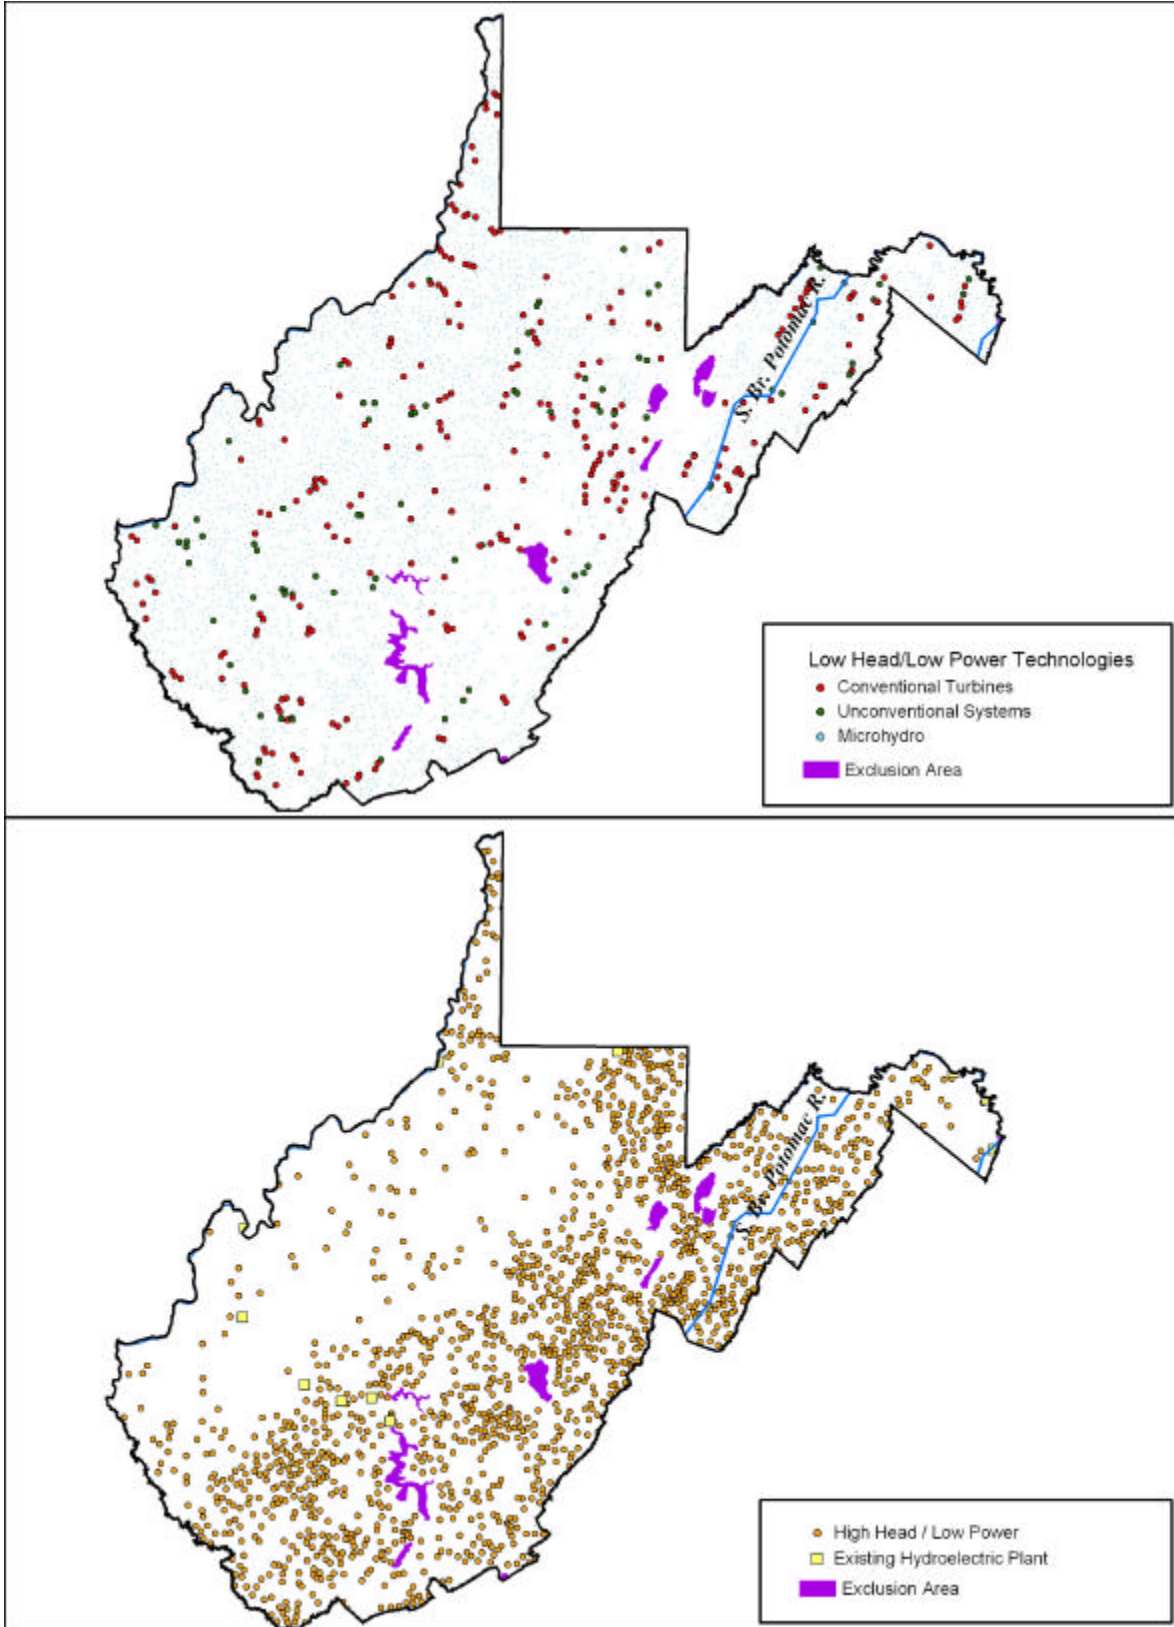 S. Br. Potomac R.
Low Head/Low Power Technologies
Conventional Turbines
Unconventional Systems
Microhydro
Exclusion Area
S. Br. Potomac R.
High Head / Low Power
Existing Hydroelectric Plant
Exclusion Area